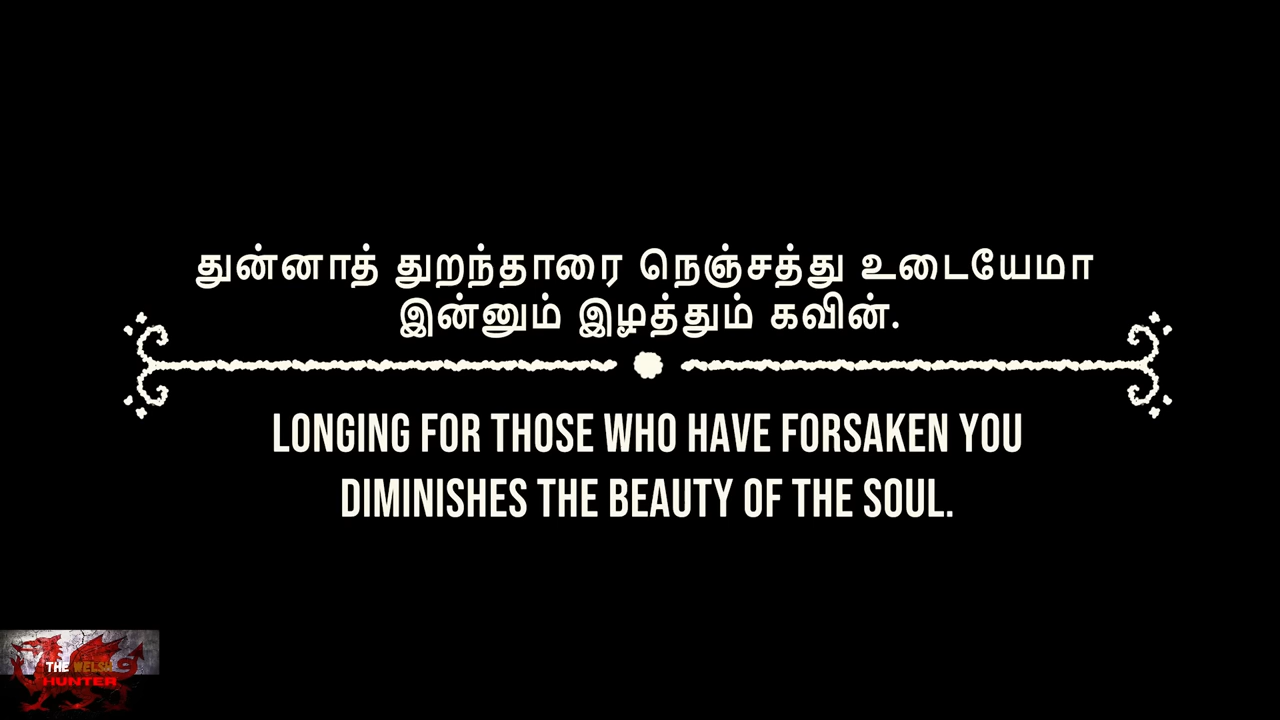 துன்னாத் துறந்தாரை நெஞ்சத்து உடையேமா
இன்னும் இழத்தும் கவின்.
LONGING FOR THOSE WHO HAVE FORSAKEN YOU
DIMINISHES THE BEAUTY OF THE SOUL.
THE WELSH
HUNTER